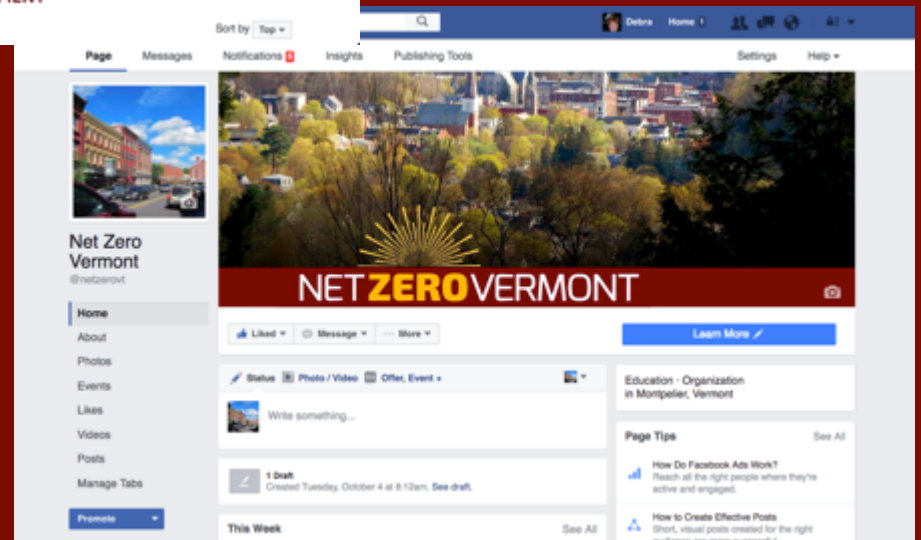 Sort by Top
Debra Home 1
Page Messages Notifications Insights Publishing Tools Settings Help
Net Zero
Vermont
@netzerovt
Home
About
Photos
Events
Likes
Videos
Posts
Manage Tabs
Promote
NET ZERO VERMONT
Liked Message ... More
Learn More
Status Photo / Video Offer, Event +
Write something...
1 Draft
Created Tuesday, October 4 at 8:12am. See draft.
This Week See All
Education · Organization
in Montpelier, Vermont
Page Tips See All
How Do Facebook Ads Work?
Reach all the right people where they're
active and engaged.
How to Create Effective Posts
Short, visual posts created for the right